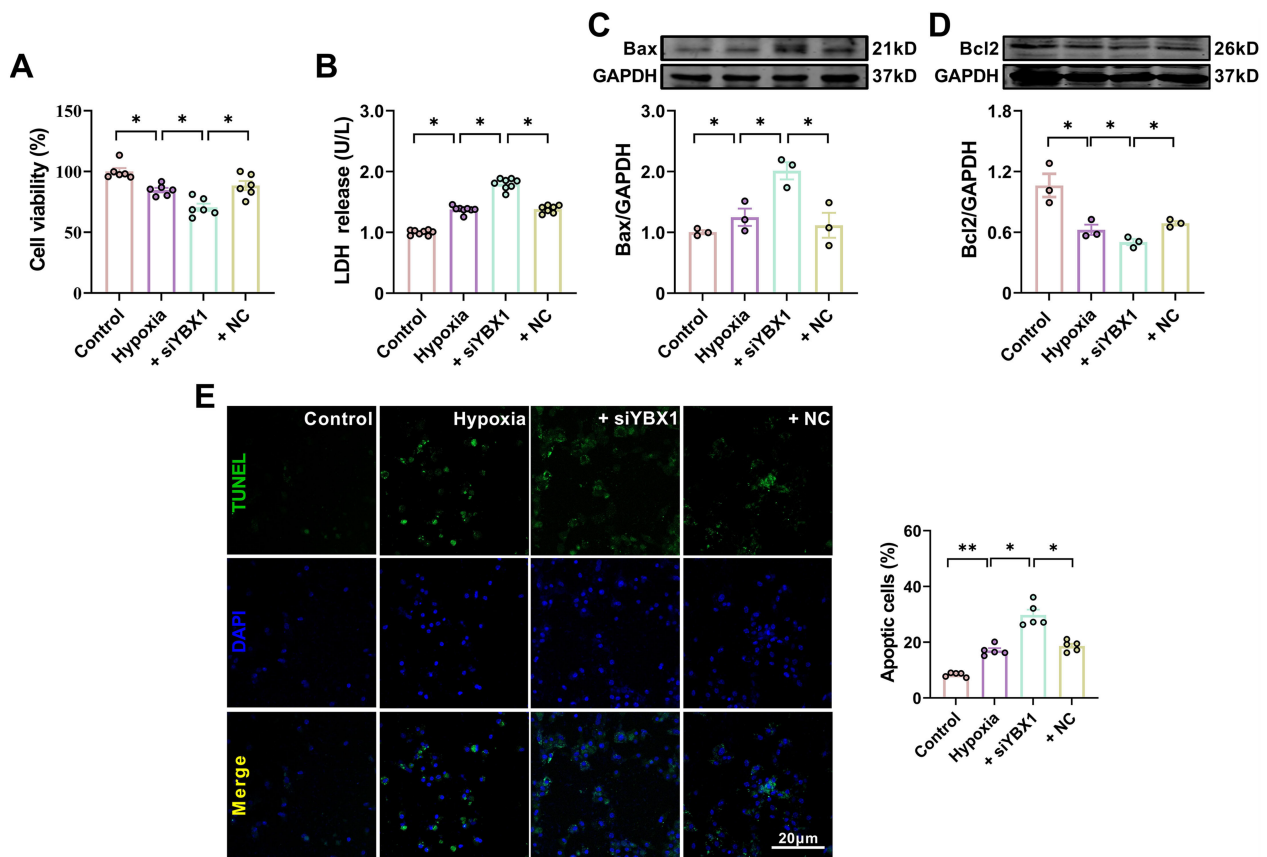 A
Cell viability (%)
150
100
50
0
*
*
*
Control
Hypoxia
+ siYBX1
+ NC
B
LDH release (U/L)
3.0
2.0
1.0
0
*
*
*
Control
Hypoxia
+ siYBX1
+ NC
C
Bax
21kD
GAPDH
37kD
Bax/GAPDH
3.0
2.0
1.0
0
*
*
*
Control
Hypoxia
+ siYBX1
+ NC
D
Bcl2
26kD
GAPDH
37kD
Bcl2/GAPDH
1.8
1.2
0.6
0
*
*
*
Control
Hypoxia
+ siYBX1
+ NC
E
Control
Hypoxia
+ siYBX1
+ NC
TUNEL
DAPI
Merge
20μm
Apoptic cells (%)
60
40
20
0
**
*
*
Control
Hypoxia
+ siYBX1
+ NC